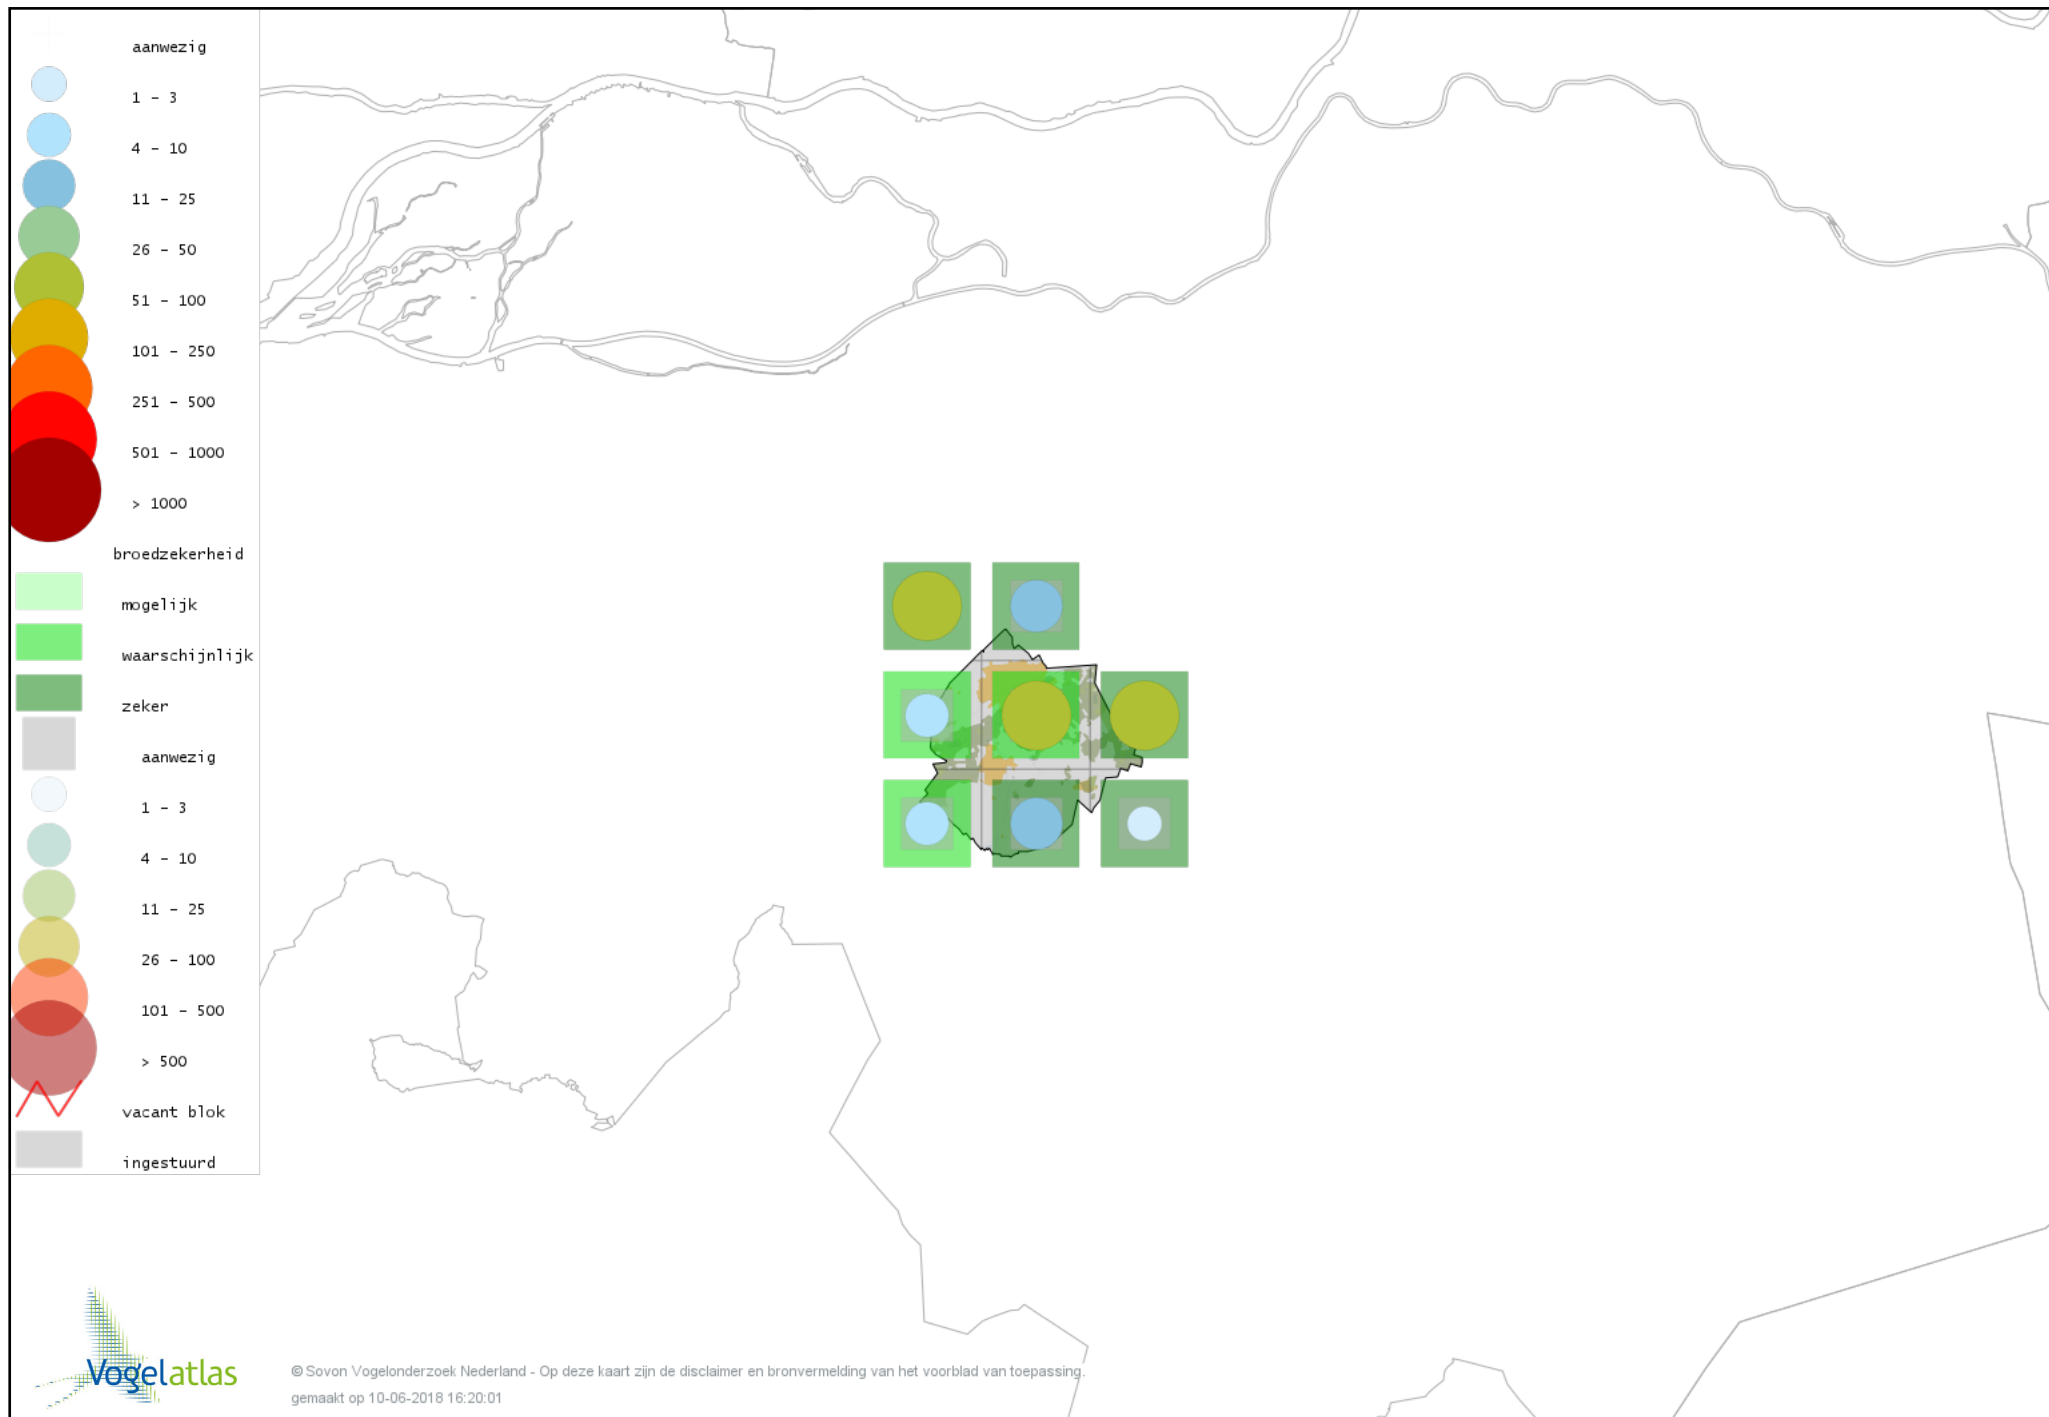 aanwezig
1 - 3
4 - 10
11 - 25
26 - 50
51 - 100
101 - 250
251 - 500
501 - 1000
> 1000
broedzekerheid
mogelijk
waarschijnlijk
zeker
aanwezig
1 - 3
4 - 10
11 - 25
26 - 100
101 - 500
> 500
vacant blok
ingestuurd
Vogelatlas
© Sovon Vogelonderzoek Nederland - Op deze kaart zijn de disclaimer en bronvermelding van het voorblad van toepassing.
gemaakt op 10-06-2018 16:20:01